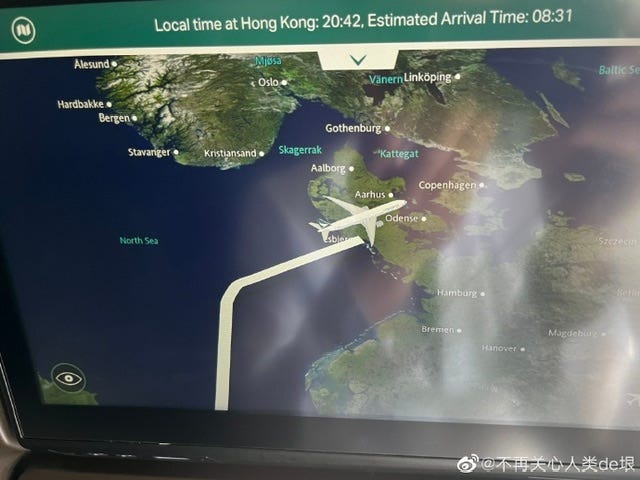 Local time at Hong Kong: 20:42, Estimated Arrival Time: 08:31
Ålesund
Mjøsa
Oslo
Vänern
Linköping
Baltic Se
Hardbakke
Bergen
Gothenburg
Stavanger
Kristiansand
Skagerrak
Kattegat
Aalborg
Copenhagen
Aarhus
Odense
North Sea
Esbjer
Szczecin
Hamburg
Bremen
Magdeburg
Hanover
@不再关心人类de垠